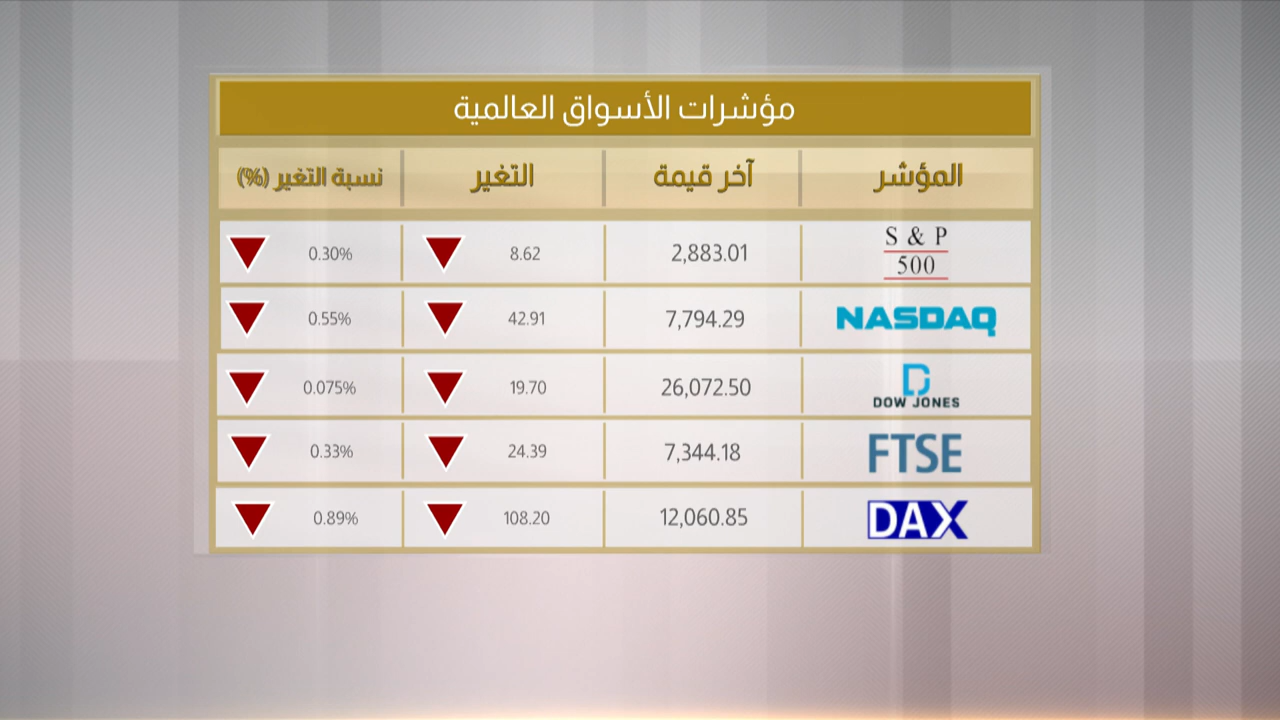 مؤشرات الأسواق العالمية
المؤشر آخر قيمة التغير نسبة التغير (%)
S & P
500
2,883.01 8.62 0.30%
NASDAQ 7,794.29 42.91 0.55%
DOW JONES 26,072.50 19.70 0.075%
FTSE 7,344.18 24.39 0.33%
DAX 12,060.85 108.20 0.89%